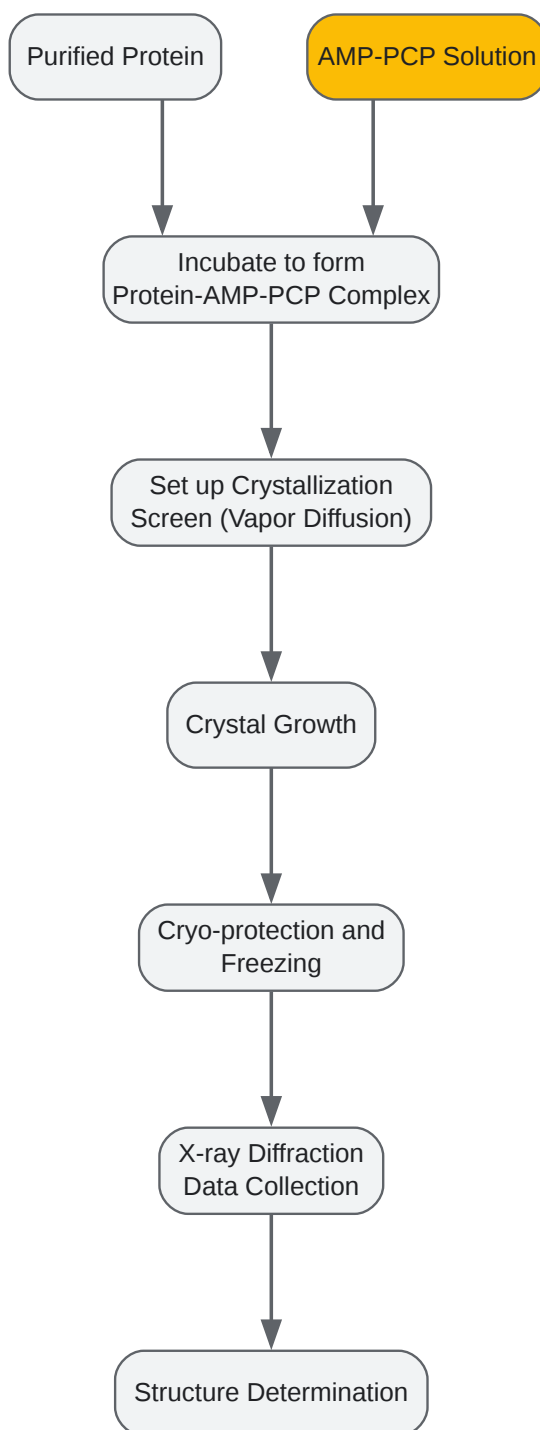 Purified Protein
AMP-PCP Solution
Incubate to form
Protein-AMP-PCP Complex
Set up Crystallization
Screen (Vapor Diffusion)
Crystal Growth
Cryo-protection and
Freezing
X-ray Diffraction
Data Collection
Structure Determination